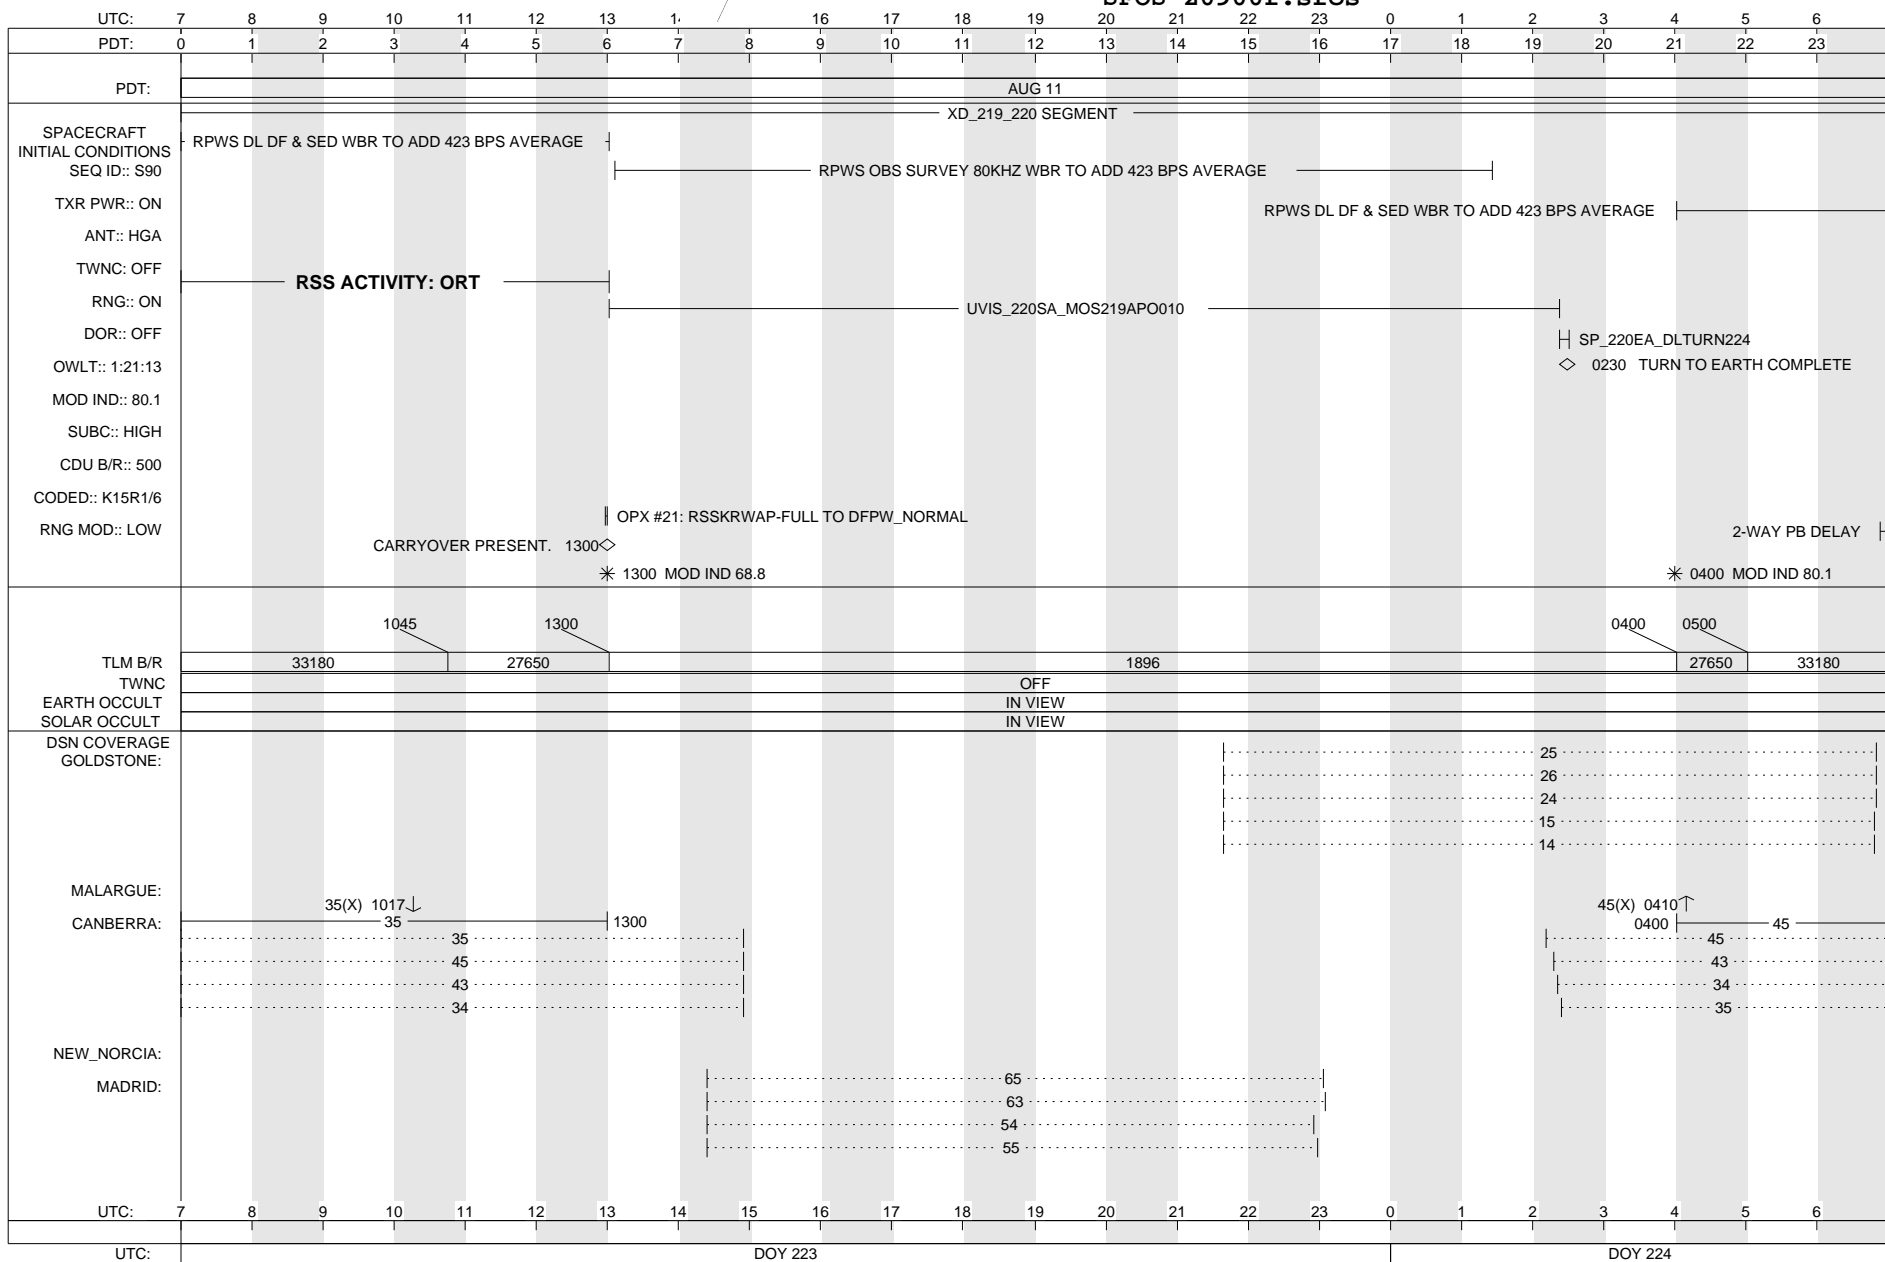 UTC: 7 8 9 10 11 12 13 16 17 18 19 20 21 22 23 0 1 2 3 4 5 6
PDT: 0 1 2 3 4 5 6 7 8 9 10 11 12 13 14 15 16 17 18 19 20 21 22 23
PDT: AUG 11
XD_219_220 SEGMENT
SPACECRAFT
INITIAL CONDITIONS
RPWS DL DF & SED WBR TO ADD 423 BPS AVERAGE
SEQ ID:: S90
RPWS OBS SURVEY 80KHZ WBR TO ADD 423 BPS AVERAGE
TXR PWR:: ON
RPWS DL DF & SED WBR TO ADD 423 BPS AVERAGE
ANT:: HGA
TWNC: OFF
RSS ACTIVITY: ORT
RNG:: ON
UVIS_220SA_MOS219APO010
DOR:: OFF
SP_220EA_DLTURN224
OWLT:: 1:21:13
0230 TURN TO EARTH COMPLETE
MOD IND:: 80.1
SUBC:: HIGH
CDU B/R:: 500
CODED:: K15R1/6
OPX #21: RSSKRWAP-FULL TO DFPW_NORMAL
RNG MOD:: LOW
2-WAY PB DELAY
CARRYOVER PRESENT. 1300
1300 MOD IND 68.8
0400 MOD IND 80.1
1045 1300 0400 0500
TLM B/R 33180 27650 1896 27650 33180
TWNC OFF
EARTH OCCULT IN VIEW
SOLAR OCCULT IN VIEW
DSN COVERAGE
GOLDSTONE:
25
26
24
15
14
MALARGUE:
35(X) 1017 45(X) 0410
CANBERRA: 35 1300 0400 45
35 45
45 43
43 34
34 35
NEW_NORCIA:
MADRID:
65
63
54
55
UTC: 7 8 9 10 11 12 13 14 15 16 17 18 19 20 21 22 23 0 1 2 3 4 5 6
UTC: DOY 223 DOY 224